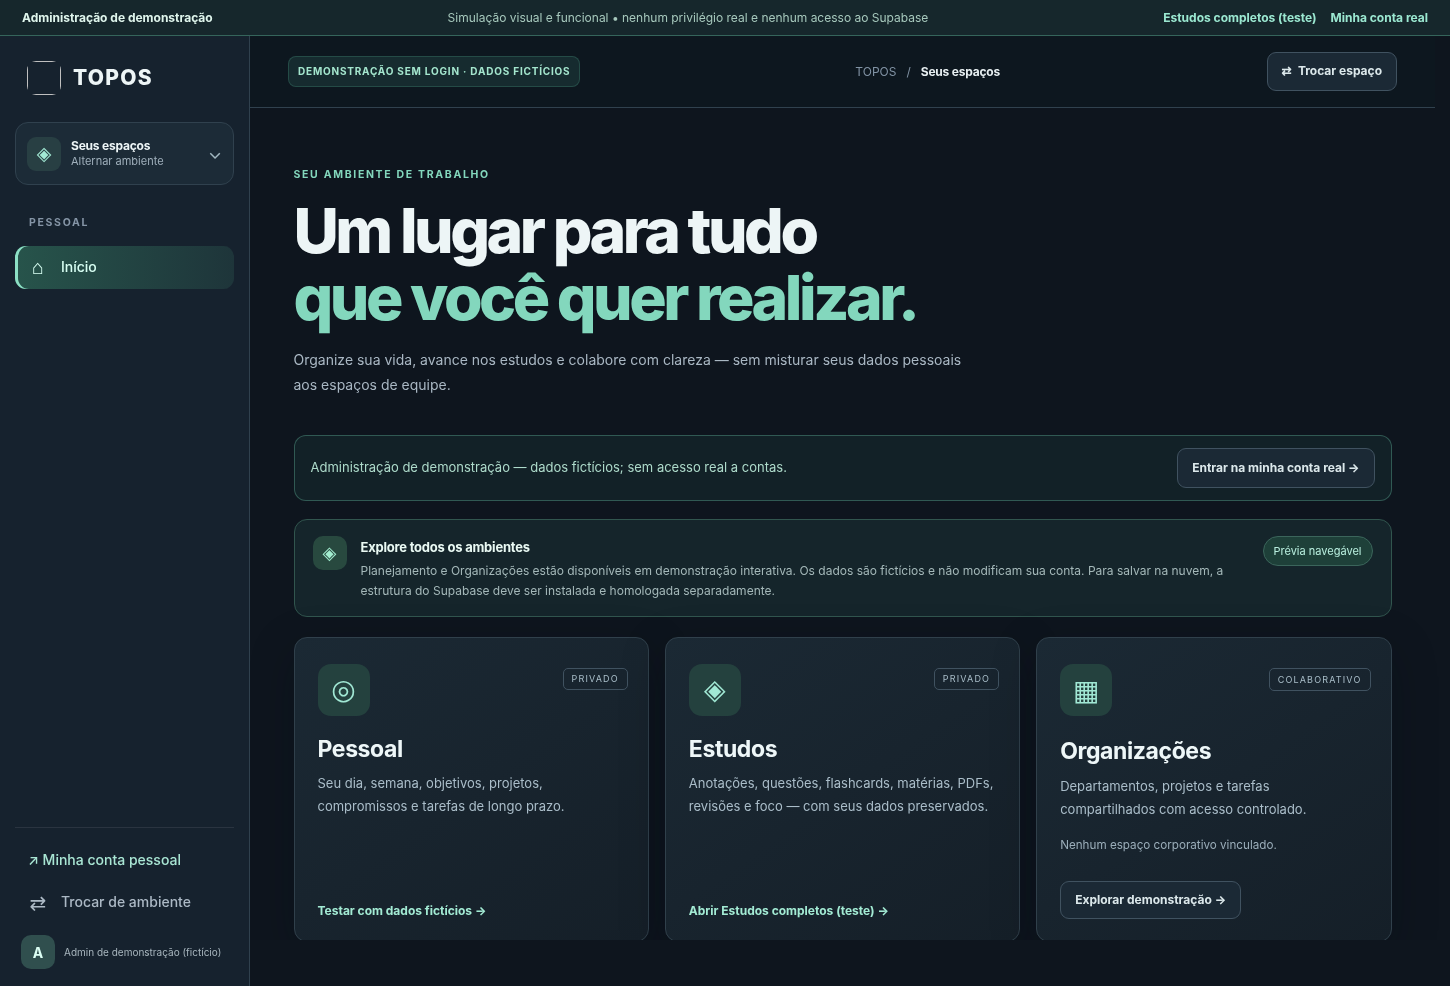 Administração de demonstração
Simulação visual e funcional • nenhum privilégio real e nenhum acesso ao Supabase
Estudos completos (teste)
Minha conta real
TOPOS
Seus espaços
Alternar ambiente
PESSOAL
Início
↗ Minha conta pessoal
Trocar de ambiente
A
Admin de demonstração (fictício)
DEMONSTRAÇÃO SEM LOGIN · DADOS FICTÍCIOS
TOPOS / Seus espaços
⇄ Trocar espaço
SEU AMBIENTE DE TRABALHO
Um lugar para tudo
que você quer realizar.
Organize sua vida, avance nos estudos e colabore com clareza — sem misturar seus dados pessoais
aos espaços de equipe.
Administração de demonstração — dados fictícios; sem acesso real a contas.
Entrar na minha conta real →
Explore todos os ambientes
Planejamento e Organizações estão disponíveis em demonstração interativa. Os dados são fictícios e não modificam sua conta. Para salvar na nuvem, a
estrutura do Supabase deve ser instalada e homologada separadamente.
Prévia navegável
PRIVADO
Pessoal
Seu dia, semana, objetivos, projetos,
compromissos e tarefas de longo prazo.
Testar com dados fictícios →
PRIVADO
Estudos
Anotações, questões, flashcards, matérias, PDFs,
revisões e foco — com seus dados preservados.
Abrir Estudos completos (teste) →
COLABORATIVO
Organizações
Departamentos, projetos e tarefas
compartilhados com acesso controlado.
Nenhum espaço corporativo vinculado.
Explorar demonstração →